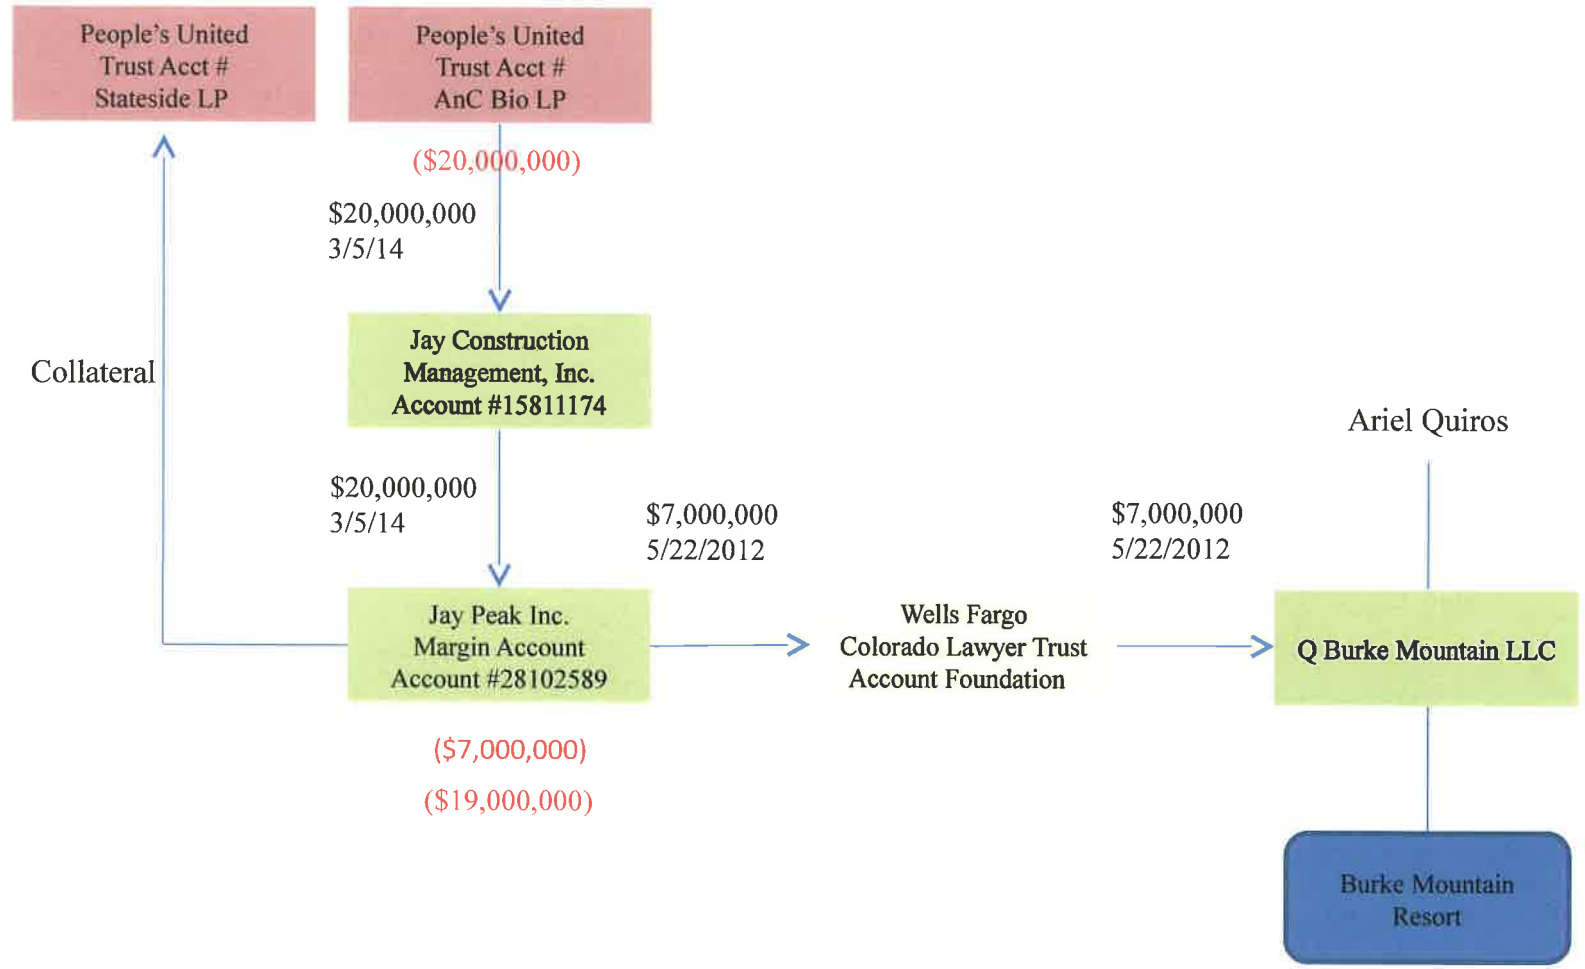 People's United
Trust Acct #
Stateside LP
People's United
Trust Acct #
AnC Bio LP
($20,000,000)
$20,000,000
3/5/14
Jay Construction
Management, Inc.
Account #15811174
Collateral
Ariel Quiros
$20,000,000
3/5/14
$7,000,000
5/22/2012
$7,000,000
5/22/2012
Jay Peak Inc.
Margin Account
Account #28102589
Wells Fargo
Colorado Lawyer Trust
Account Foundation
Q Burke Mountain LLC
($7,000,000)
($19,000,000)
Burke Mountain
Resort